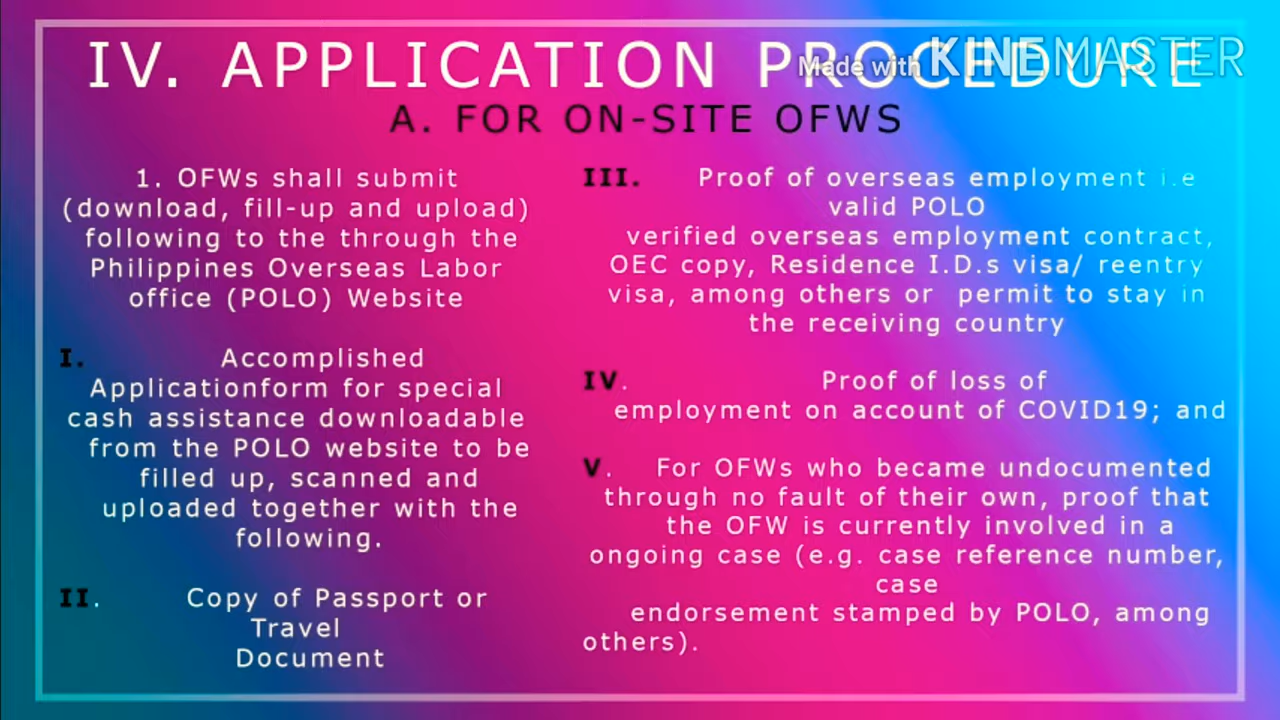 IV. APPLICATION PROCEDURE
Made with KINEMASTER
A. FOR ON-SITE OFWS
1. OFWs shall submit
(download, fill-up and upload)
following to the through the
Philippines Overseas Labor
office (POLO) Website
I. Accomplished
Applicationform for special
cash assistance downloadable
from the POLO website to be
filled up, scanned and
uploaded together with the
following.
II. Copy of Passport or
Travel
Document
III. Proof of overseas employment i.e
valid POLO
verified overseas employment contract,
OEC copy, Residence I.D.s visa/ reentry
visa, among others or permit to stay in
the receiving country
IV. Proof of loss of
employment on account of COVID19; and
V. For OFWs who became undocumented
through no fault of their own, proof that
the OFW is currently involved in a
ongoing case (e.g. case reference number,
case
endorsement stamped by POLO, among
others).